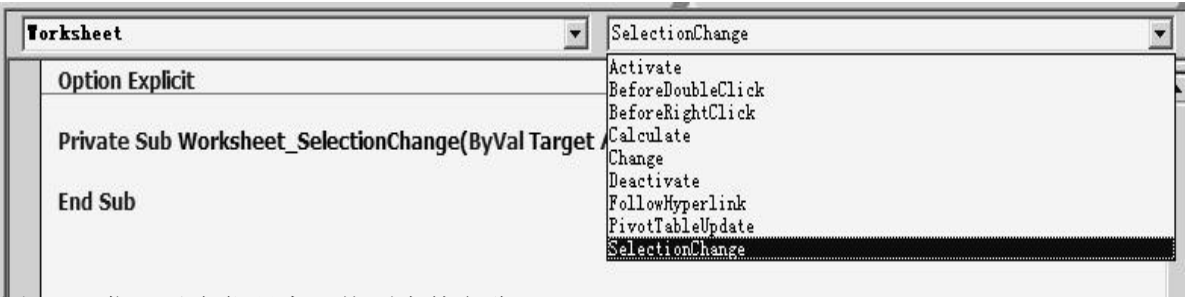 Worksheet
SelectionChange
Option Explicit
Private Sub Worksheet_SelectionChange(ByVal Target
End Sub
Activate
BeforeDoubleClick
BeforeRightClick
Calculate
Change
Deactivate
FollowHyperlink
PivotTableUpdate
SelectionChange